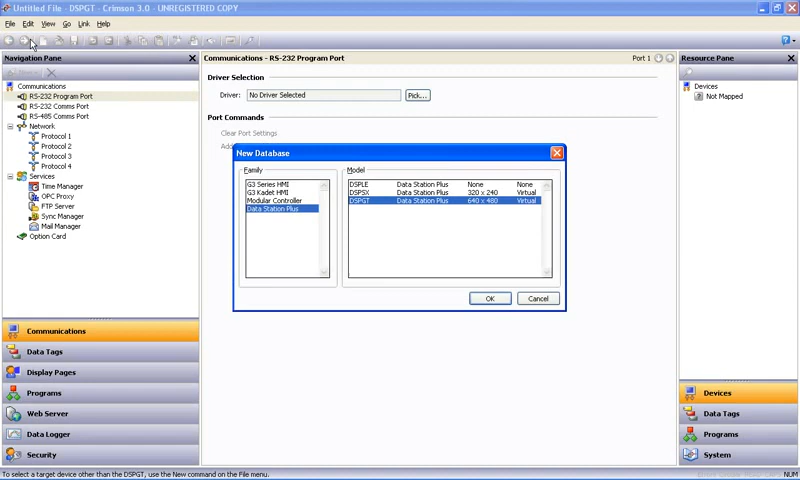 Untitled File - DSPGT - Crimson 3.0 - UNREGISTERED COPY
File Edit View Go Link Help
Navigation Pane
Communications
RS-232 Program Port
RS-232 Comms Port
RS-485 Comms Port
Network
Protocol 1
Protocol 2
Protocol 3
Protocol 4
Services
Time Manager
OPC Proxy
FTP Server
Sync Manager
Mail Manager
Option Card
Communications
Data Tags
Display Pages
Programs
Web Server
Data Logger
Security
Communications - RS-232 Program Port
Port 1
Driver Selection
Driver: No Driver Selected Pick...
Port Commands
Clear Port Settings
New Database
Family
G3 Series HMI
G3 Kadet HMI
Modular Controller
Data Station Plus
Model
DSPLE Data Station Plus None None
DSPSX Data Station Plus 320 x 240 Virtual
DSPGT Data Station Plus 640 x 480 Virtual
OK Cancel
Resource Pane
Devices
Not Mapped
Devices
Data Tags
Programs
System
To select a target device other than the DSPGT, use the New command on the File menu.
NUM